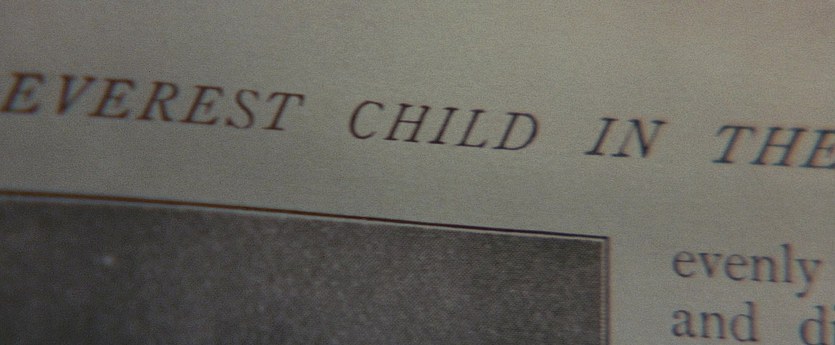 EVEREST CHILD IN THE
evenly
and